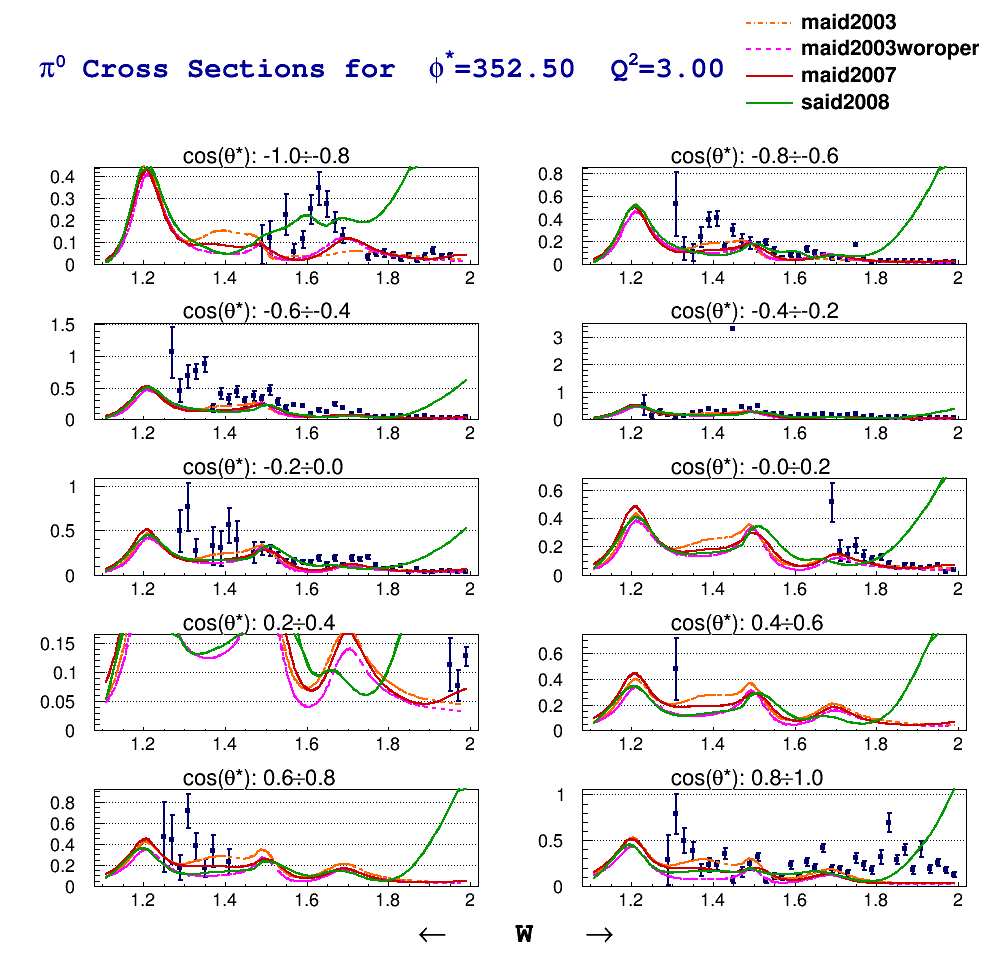 maid2003
maid2003woroper
maid2007
said2008
π⁰ Cross Sections for ϕ*=352.50 Q²=3.00
cos(θ*): -1.0÷-0.8
0.4
0.3
0.2
0.1
0
1.2 1.4 1.6 1.8 2
cos(θ*): -0.8÷-0.6
0.8
0.6
0.4
0.2
0
1.2 1.4 1.6 1.8 2
cos(θ*): -0.6÷-0.4
1.5
1
0.5
0
1.2 1.4 1.6 1.8 2
cos(θ*): -0.4÷-0.2
3
2
1
0
1.2 1.4 1.6 1.8 2
cos(θ*): -0.2÷0.0
1
0.5
0
1.2 1.4 1.6 1.8 2
cos(θ*): -0.0÷0.2
0.6
0.4
0.2
0
1.2 1.4 1.6 1.8 2
cos(θ*): 0.2÷0.4
0.15
0.1
0.05
0
1.2 1.4 1.6 1.8 2
cos(θ*): 0.4÷0.6
0.6
0.4
0.2
0
1.2 1.4 1.6 1.8 2
cos(θ*): 0.6÷0.8
0.8
0.6
0.4
0.2
0
1.2 1.4 1.6 1.8 2
cos(θ*): 0.8÷1.0
1
0.5
0
1.2 1.4 1.6 1.8 2
← W →